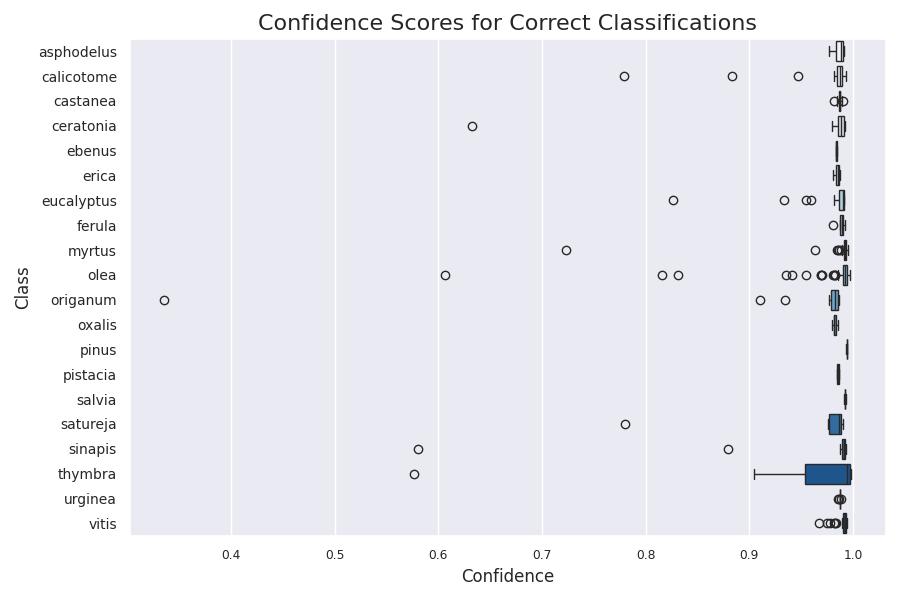 Confidence Scores for Correct Classifications
asphodelus
calicotome
castanea
ceratonia
ebenus
erica
eucalyptus
ferula
myrtus
olea
origanum
oxalis
pinus
pistacia
salvia
satureja
sinapis
thymbra
urginea
vitis
Class
0.4 0.5 0.6 0.7 0.8 0.9 1.0
Confidence